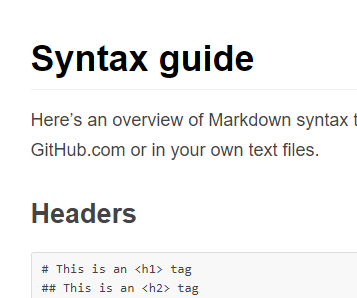 Syntax guide
Here’s an overview of Markdown syntax
GitHub.com or in your own text files.
Headers
# This is an <h1> tag
## This is an <h2> tag